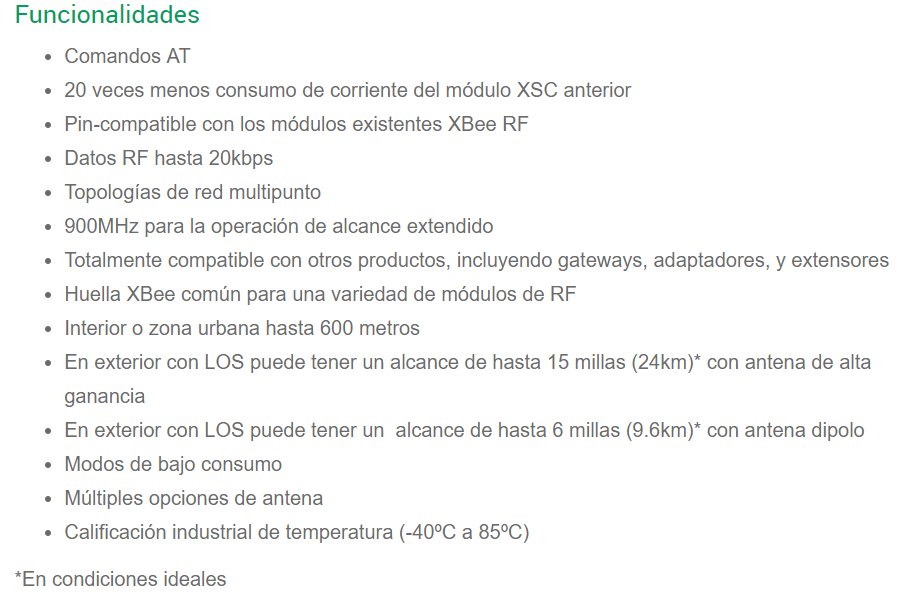 Funcionalidades
• Comandos AT
• 20 veces menos consumo de corriente del módulo XSC anterior
• Pin-compatible con los módulos existentes XBee RF
• Datos RF hasta 20kbps
• Topologías de red multipunto
• 900MHz para la operación de alcance extendido
• Totalmente compatible con otros productos, incluyendo gateways, adaptadores, y extensores
• Huella XBee común para una variedad de módulos de RF
• Interior o zona urbana hasta 600 metros
• En exterior con LOS puede tener un alcance de hasta 15 millas (24km)* con antena de alta
ganancia
• En exterior con LOS puede tener un  alcance de hasta 6 millas (9.6km)* con antena dipolo
• Modos de bajo consumo
• Múltiples opciones de antena
• Calificación industrial de temperatura (-40ºC a 85ºC)
*En condiciones ideales